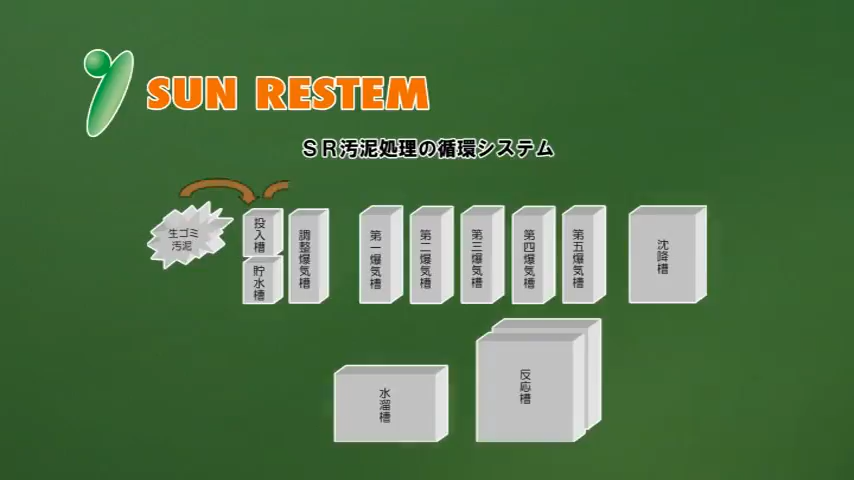 SUN RESTEM
ＳＲ汚泥処理の循環システム
生ゴミ
汚泥
投入槽
貯水槽
調整爆気槽
第一爆気槽
第二爆気槽
第三爆気槽
第四爆気槽
第五爆気槽
沈降槽
水溜槽
反応槽